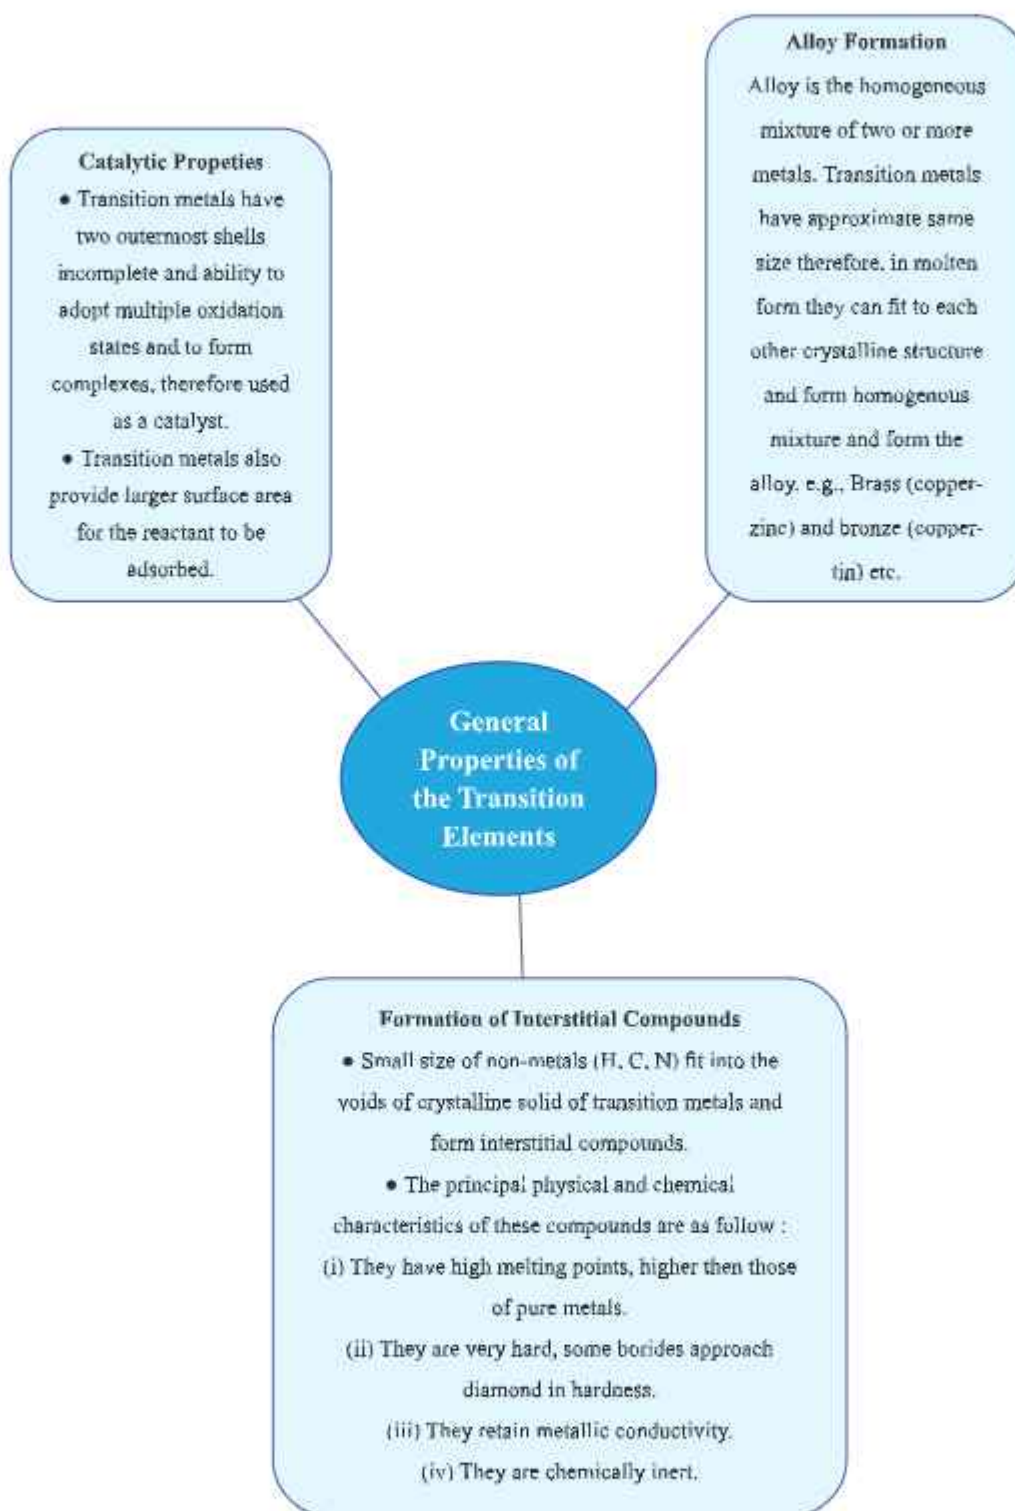 Alloy Formation
Alloy is the homogeneous
mixture of two or more
metals. Transition metals
have approximate same
size therefore, in molten
form they can fit to each
other crystalline structure
and form homogenous
mixture and form the
alloy. e.g., Brass (copper-
zinc) and bronze (copper-
tin) etc.
Catalytic Propeties
● Transition metals have
two outermost shells
incomplete and ability to
adopt multiple oxidation
states and to form
complexes, therefore used
as a catalyst.
● Transition metals also
provide larger surface area
for the reactant to be
adsorbed.
General
Properties of
the Transition
Elements
Formation of Interstitial Compounds
● Small size of non-metals (H, C, N) fit into the
voids of crystalline solid of transition metals and
form interstitial compounds.
● The principal physical and chemical
characteristics of these compounds are as follow :
(i) They have high melting points, higher then those
of pure metals.
(ii) They are very hard, some borides approach
diamond in hardness.
(iii) They retain metallic conductivity.
(iv) They are chemically inert.